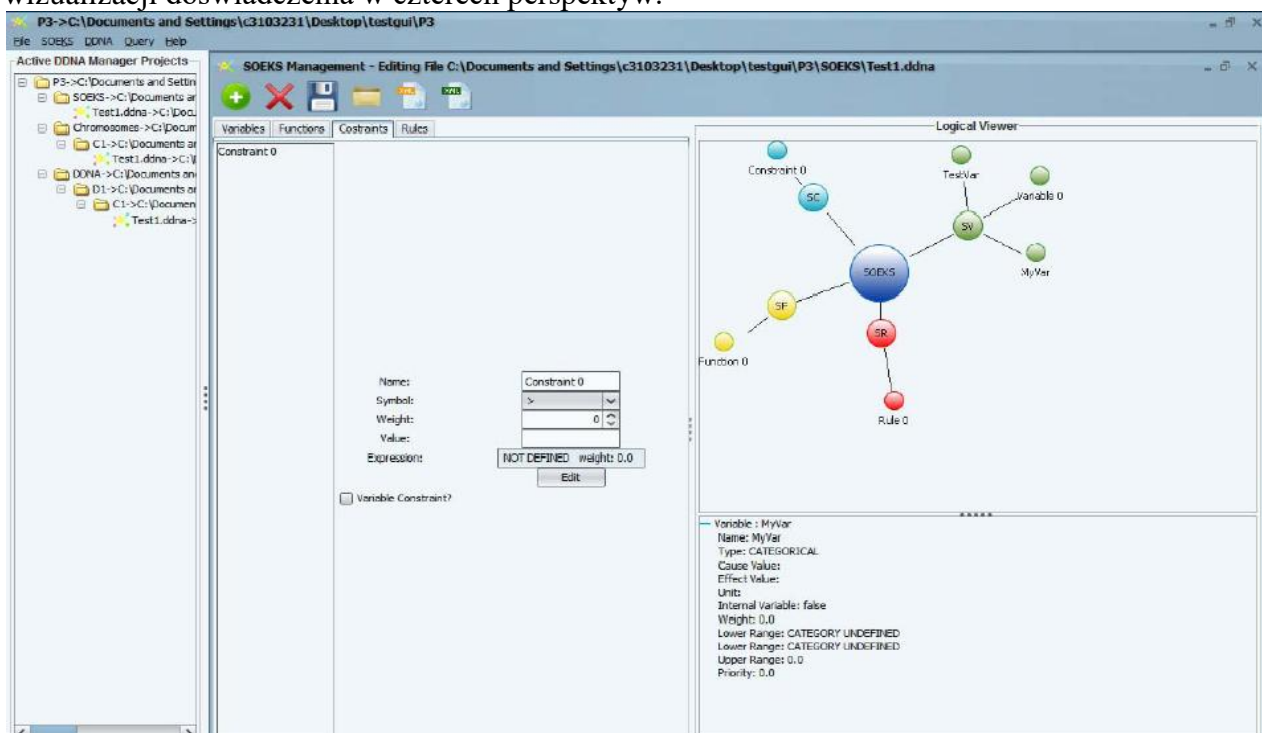 wizualizacji doświadczenia w czterech perspektyw.
P3->C:\Documents and Settings\c3103231\Desktop\testgui\P3
File SOEKS DDNA Query Help
Active DDNA Manager Projects
P3->C:\Documents and Settin
SOEKS->C:\Documents ar
Test1.ddna->C:\Docu
Chromosomes->C:\Docum
C1->C:\Documents ar
Test1.ddna->C:\
DDNA->C:\Documents and
D1->C:\Documents ar
C1->C:\Documen
Test1.ddna->
SOEKS Management - Editing File C:\Documents and Settings\c3103231\Desktop\testgui\P3\SOEKS\Test1.ddna
Variables Functions Costraints Rules
Constraint 0
Name: Constraint 0
Symbol: >
Weight: 0
Value:
Expression: NOT DEFINED weight: 0.0
Edit
Variable Constraint?
Logical Viewer
Constraint 0
TestVar
Variable 0
SC
SV
SOEKS
MyVar
SF
SR
Function 0
Rule 0
Variable : MyVar
Name: MyVar
Type: CATEGORICAL
Cause Value:
Effect Value:
Unit:
Internal Variable: false
Weight: 0.0
Lower Range: CATEGORY UNDEFINED
Lower Range: CATEGORY UNDEFINED
Upper Range: 0.0
Priority: 0.0